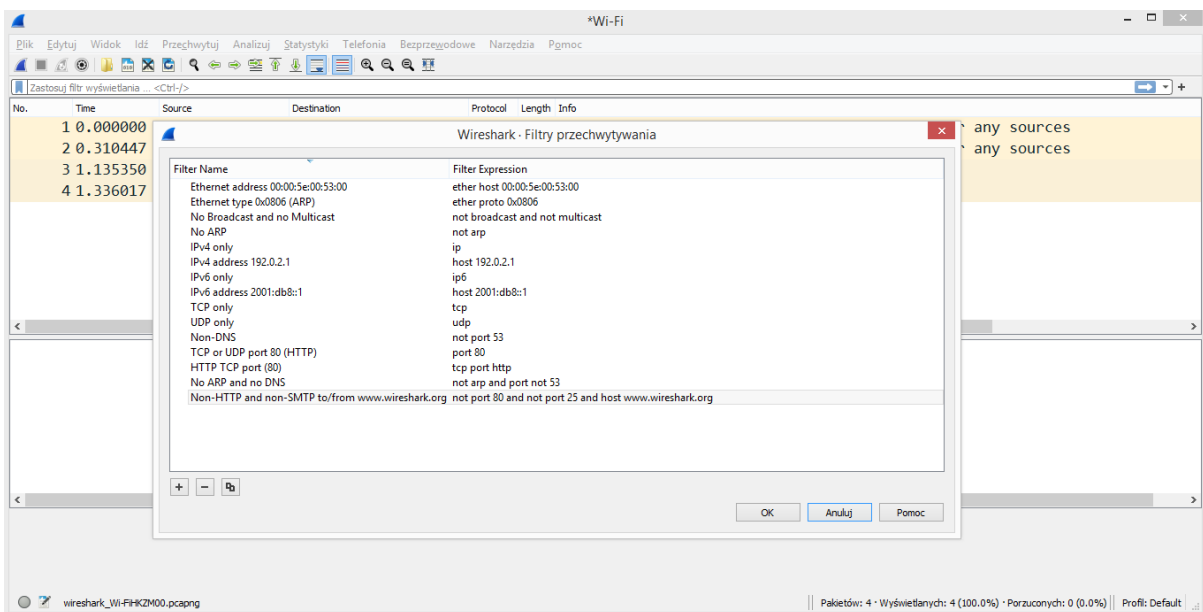 *Wi-Fi
Plik Edytuj Widok Idź Przechwytuj Analizuj Statystyki Telefonia Bezprzewodowe Narzędzia Pomoc
Zastosuj filtr wyświetlania ... <Ctrl-/>
No. Time Source Destination Protocol Length Info
1 0.000000 any sources
2 0.310447 any sources
3 1.135350
4 1.336017
Wireshark · Filtry przechwytywania
Filter Name Filter Expression
Ethernet address 00:00:5e:00:53:00 ether host 00:00:5e:00:53:00
Ethernet type 0x0806 (ARP) ether proto 0x0806
No Broadcast and no Multicast not broadcast and not multicast
No ARP not arp
IPv4 only ip
IPv4 address 192.0.2.1 host 192.0.2.1
IPv6 only ip6
IPv6 address 2001:db8::1 host 2001:db8::1
TCP only tcp
UDP only udp
Non-DNS not port 53
TCP or UDP port 80 (HTTP) port 80
HTTP TCP port (80) tcp port http
No ARP and no DNS not arp and port not 53
Non-HTTP and non-SMTP to/from www.wireshark.org not port 80 and not port 25 and host www.wireshark.org
OK Anuluj Pomoc
wireshark_Wi-FiHKZM00.pcapng Pakietów: 4 · Wyświetlanych: 4 (100.0%) · Porzuconych: 0 (0.0%) Profil: Default